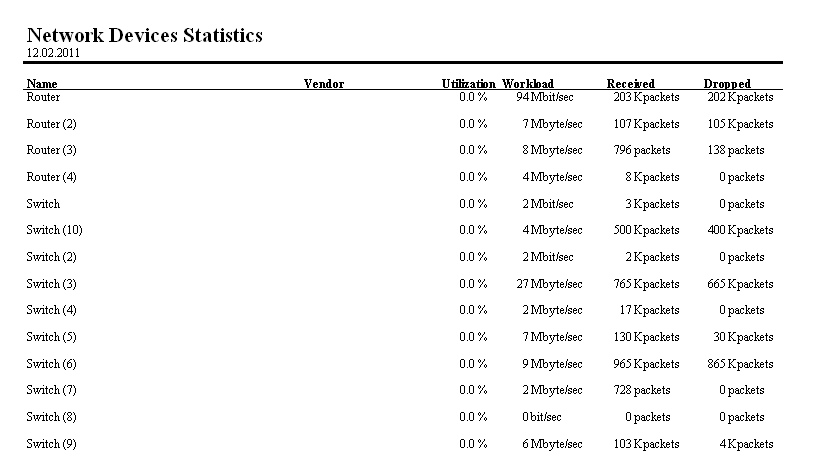 Network Devices Statistics
12.02.2011
Name Vendor Utilization Workload Received Dropped
Router 0.0 % 94 Mbit/sec 203 Kpackets 202 Kpackets
Router (2) 0.0 % 7 Mbyte/sec 107 Kpackets 105 Kpackets
Router (3) 0.0 % 8 Mbyte/sec 796 packets 138 packets
Router (4) 0.0 % 4 Mbyte/sec 8 Kpackets 0 packets
Switch 0.0 % 2 Mbit/sec 3 Kpackets 0 packets
Switch (10) 0.0 % 4 Mbyte/sec 500 Kpackets 400 Kpackets
Switch (2) 0.0 % 2 Mbit/sec 2 Kpackets 0 packets
Switch (3) 0.0 % 27 Mbyte/sec 765 Kpackets 665 Kpackets
Switch (4) 0.0 % 2 Mbyte/sec 17 Kpackets 0 packets
Switch (5) 0.0 % 7 Mbyte/sec 130 Kpackets 30 Kpackets
Switch (6) 0.0 % 9 Mbyte/sec 965 Kpackets 865 Kpackets
Switch (7) 0.0 % 2 Mbyte/sec 728 packets 0 packets
Switch (8) 0.0 % 0 bit/sec 0 packets 0 packets
Switch (9) 0.0 % 6 Mbyte/sec 103 Kpackets 4 Kpackets